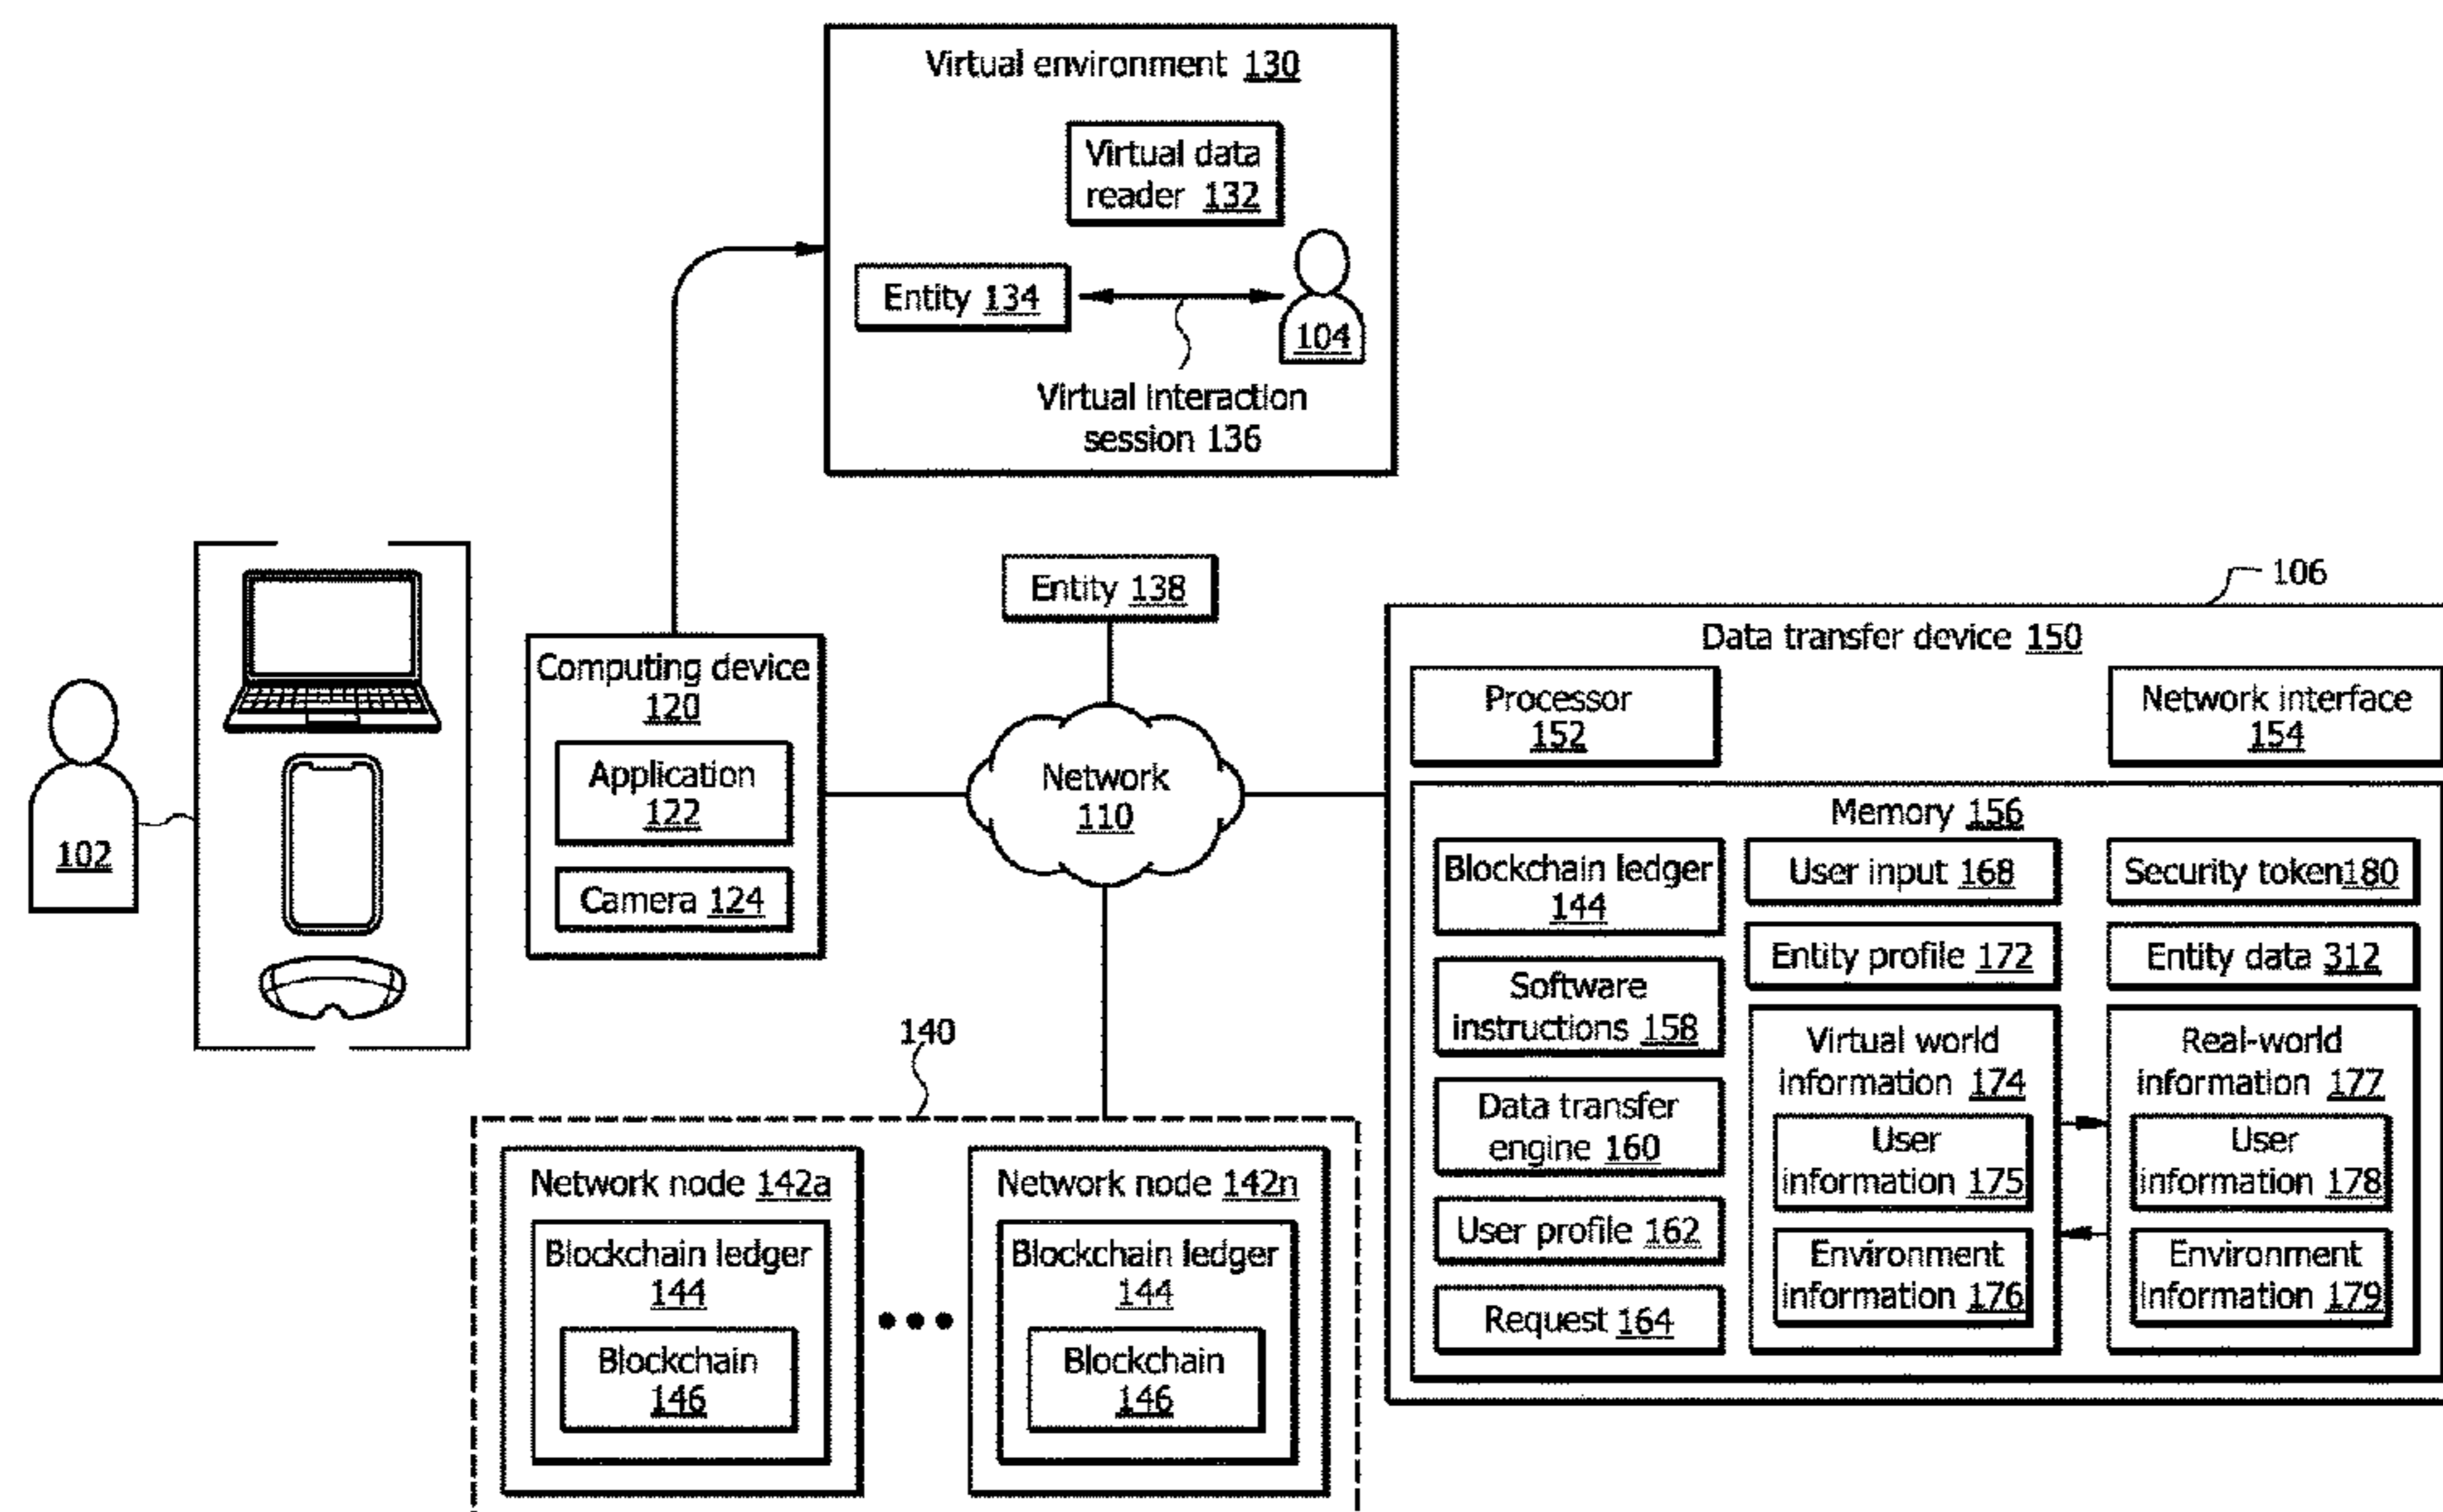 Virtual environment 130
Virtual data
reader 132
Entity 134
104
Virtual interaction
session 136
102
Computing device
120
Application
122
Camera 124
Entity 138
Network
110
106
Data transfer device 150
Processor
152
Network interface
154
Memory 156
Blockchain ledger
144
Software
instructions 158
Data transfer
engine 160
User profile 162
Request 164
User input 168
Entity profile 172
Virtual world
information 174
User
information 175
Environment
information 176
Security token180
Entity data 312
Real-world
information 177
User
information 178
Environment
information 179
140
Network node 142a
Blockchain ledger
144
Blockchain
146
Network node 142n
Blockchain ledger
144
Blockchain
146